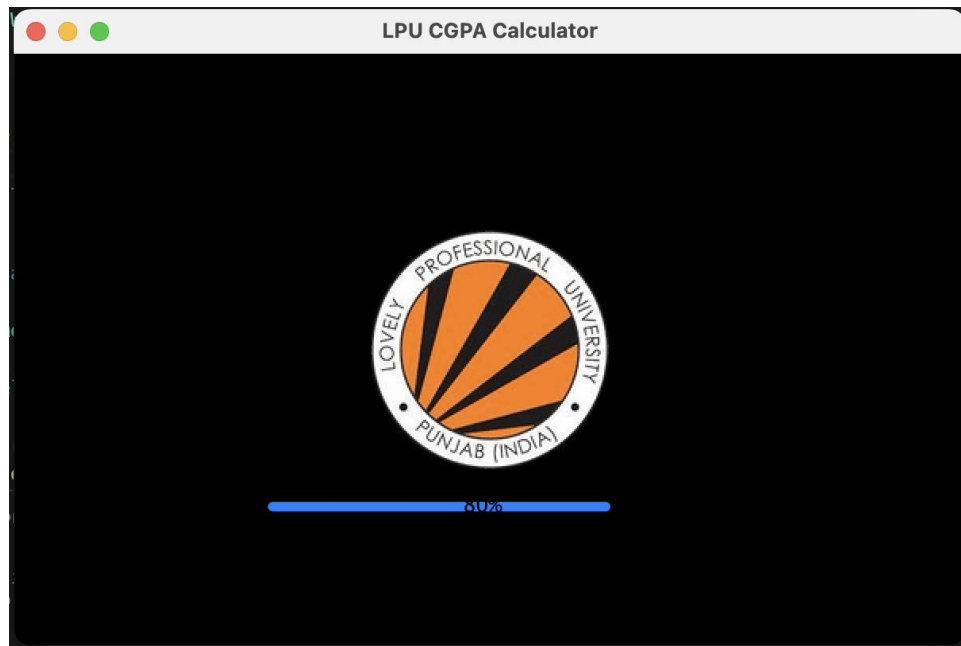 LPU CGPA Calculator
LOVELY PROFESSIONAL UNIVERSITY
PUNJAB (INDIA)
80%